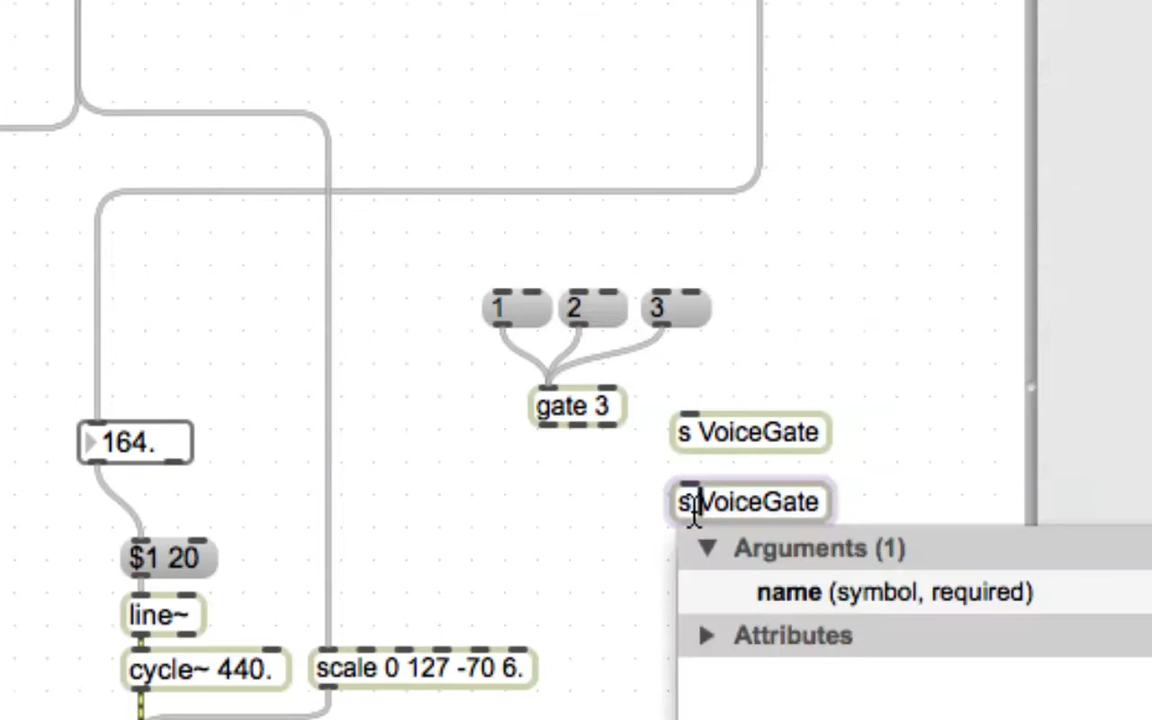 1 2 3
gate 3
s VoiceGate
164.
s VoiceGate
Arguments (1)
$1 20
name (symbol, required)
line~
Attributes
cycle~ 440.
scale 0 127 -70 6.